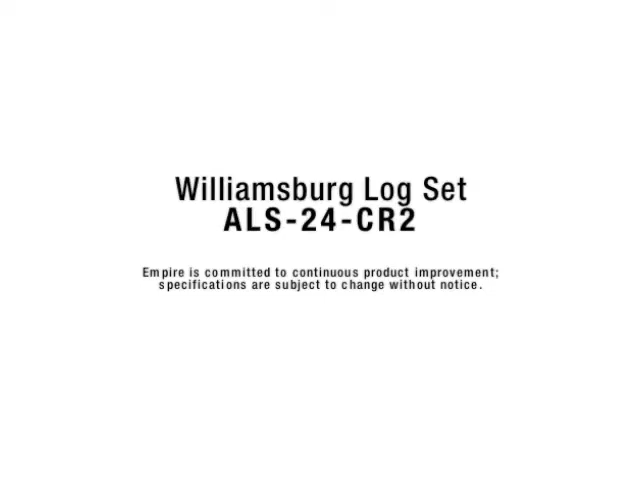 Williamsburg Log Set
ALS-24-CR2
Empire is committed to continuous product improvement;
specifications are subject to change without notice.